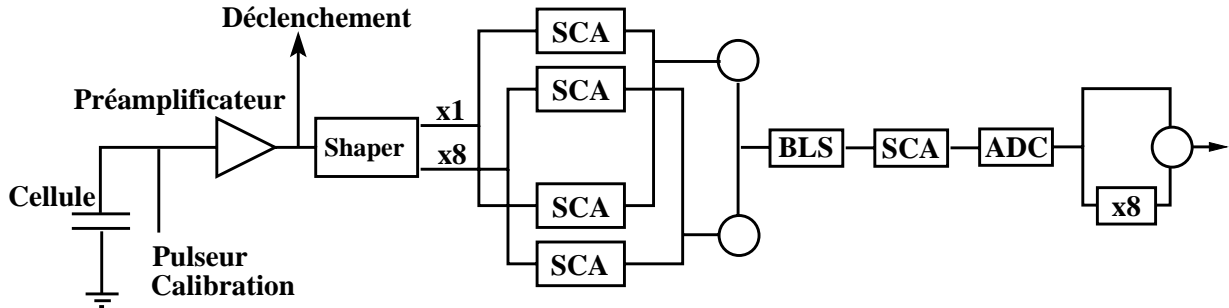 Déclenchement
Préamplificateur
Cellule
Pulseur
Calibration
Shaper
x1
x8
SCA
SCA
SCA
SCA
BLS
SCA
ADC
x8